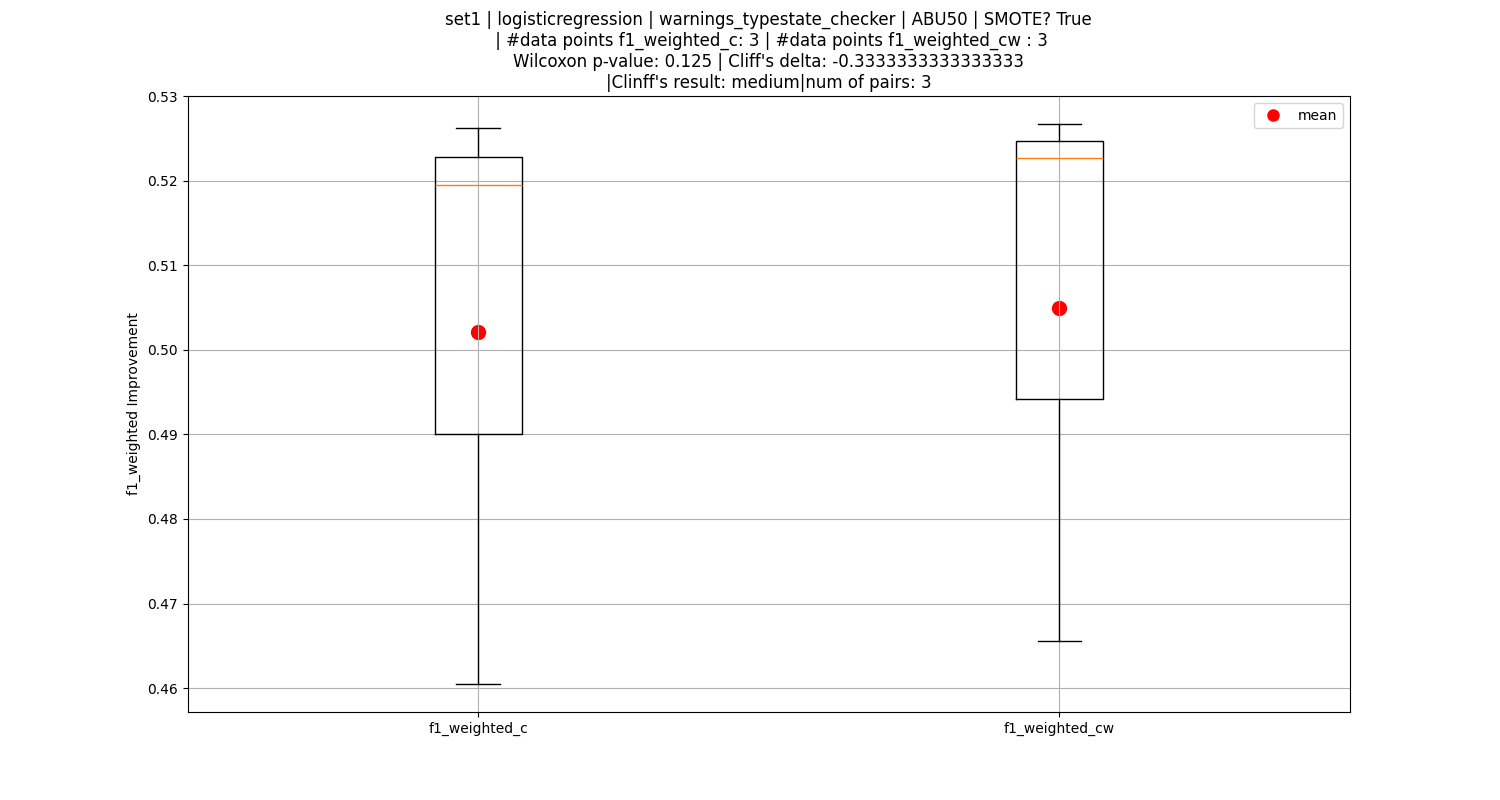 set1 | logisticregression | warnings_typestate_checker | ABU50 | SMOTE? True
| #data points f1_weighted_c: 3 | #data points f1_weighted_cw : 3
Wilcoxon p-value: 0.125 | Cliff's delta: -0.3333333333333333
|Clinff's result: medium|num of pairs: 3
mean
f1_weighted Improvement
0.53
0.52
0.51
0.50
0.49
0.48
0.47
0.46
f1_weighted_c
f1_weighted_cw